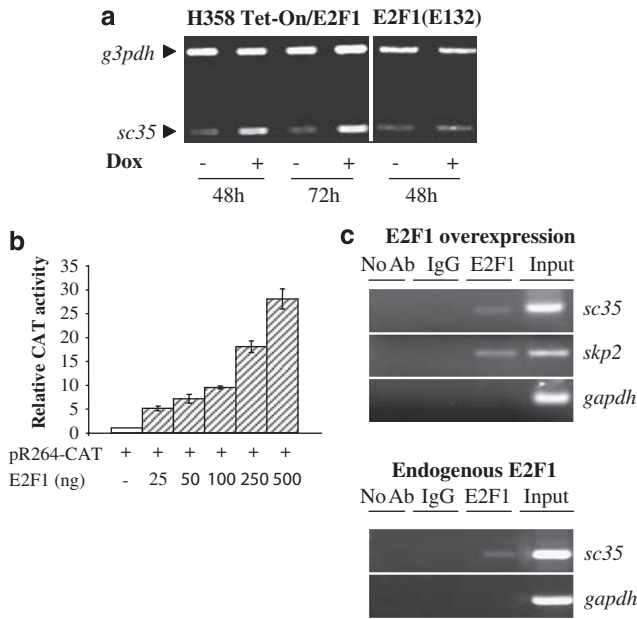 a
H358 Tet-On/E2F1 E2F1(E132)
g3pdh
sc35
Dox - + - + - +
48h 72h 48h
b
Relative CAT activity
35
30
25
20
15
10
5
0
pR264-CAT + + + + + +
E2F1 (ng) - 25 50 100 250 500
c
E2F1 overexpression
No Ab IgG E2F1 Input
sc35
skp2
gapdh
Endogenous E2F1
No Ab IgG E2F1 Input
sc35
gapdh